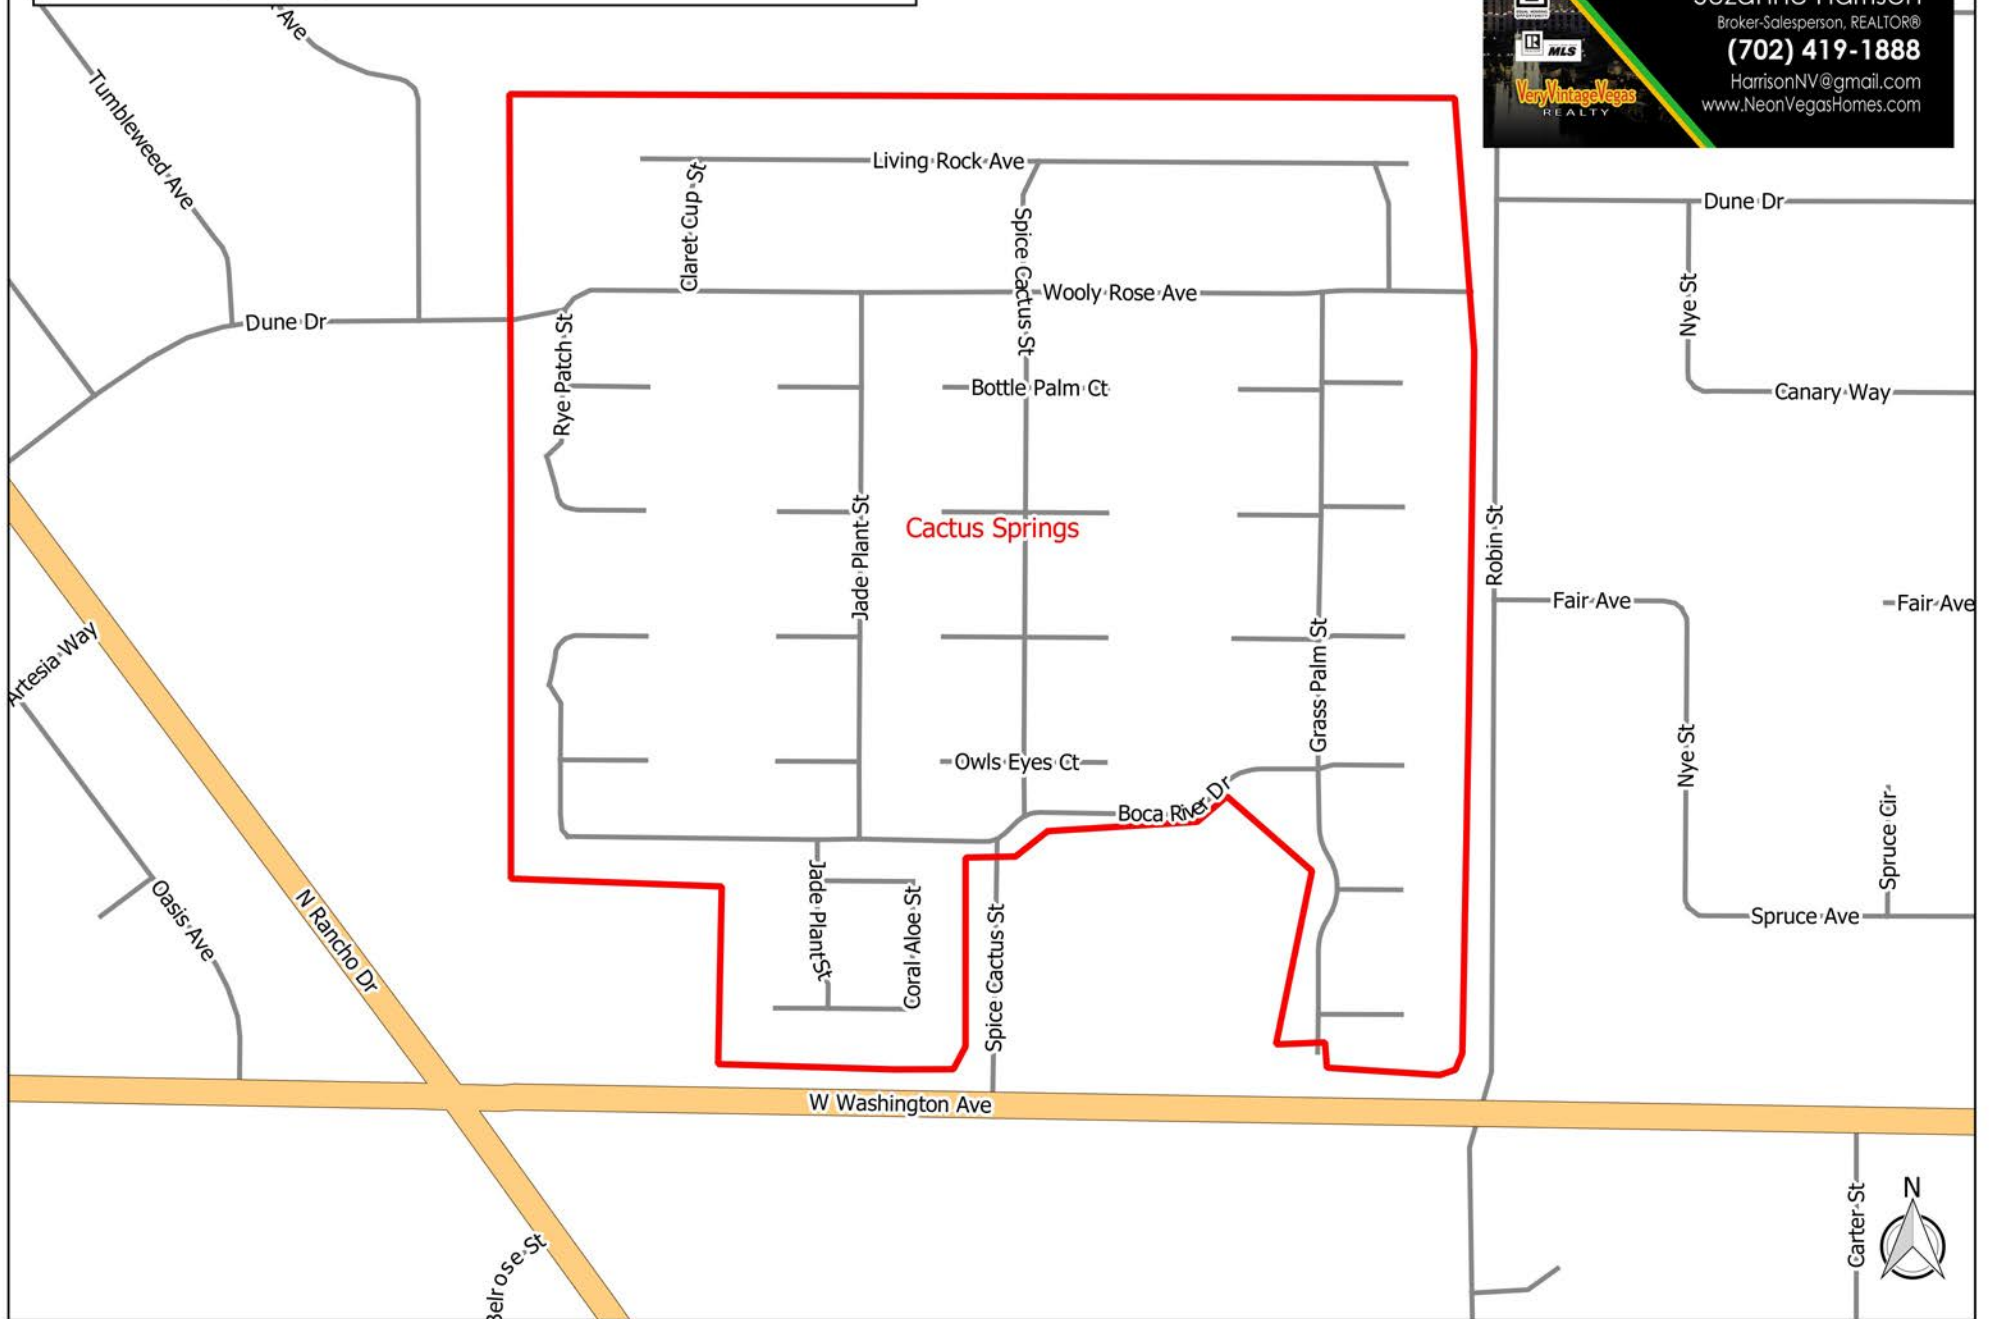 Suzanne Harrison
Broker-Salesperson, REALTOR®
(702) 419-1888
HarrisonNV@gmail.com
www.NeonVegasHomes.com
MLS
VeryVintageVegas
REALTY
Ave
Tumbleweed Ave
Living Rock Ave
Claret Cup St
Spice Cactus St
Dune Dr
Wooly Rose Ave
Nye St
Dune Dr
Rye Patch St
Bottle Palm Ct
Canary Way
Jade Plant St
Cactus Springs
Robin St
Fair Ave
Fair Ave
Artesia Way
Grass Palm St
Nye St
Owls Eyes Ct
Boca River Dr
Spruce Cir
Oasis Ave
N Rancho Dr
Jade Plant St
Coral Aloe St
Spice Cactus St
Spruce Ave
W Washington Ave
Belrose St
Carter St
N